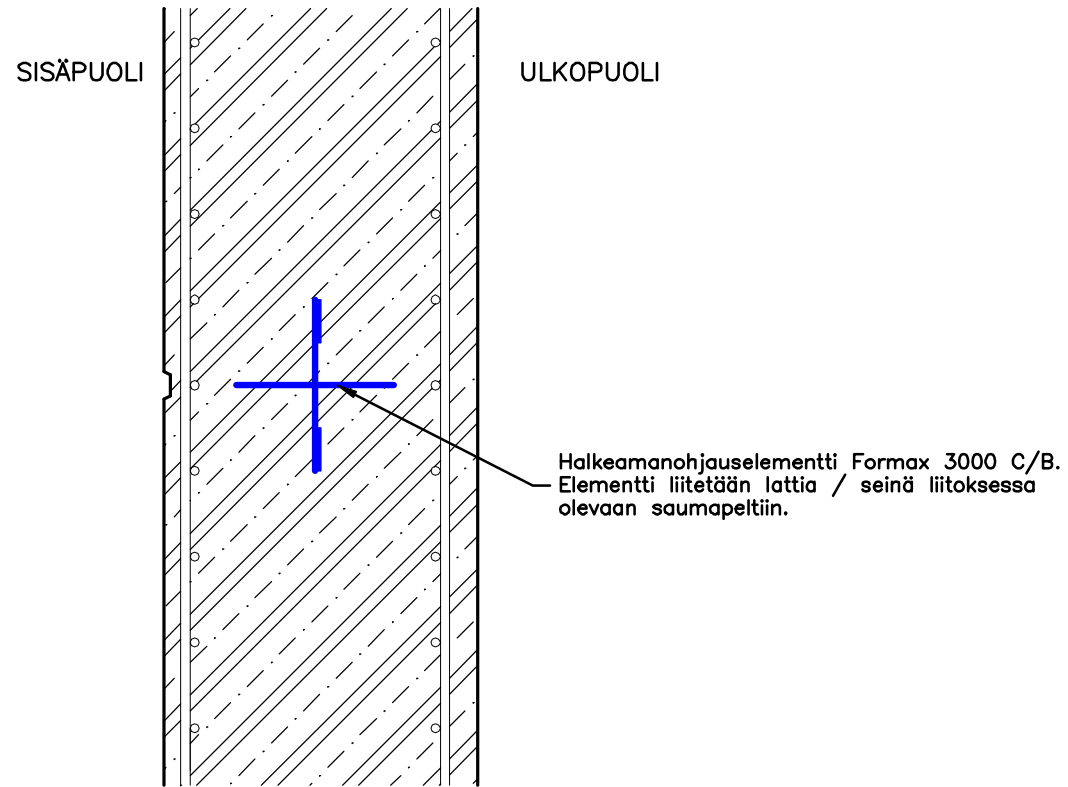 SISÄPUOLI
ULKOPUOLI
Halkeamanohjauselementti Formax 3000 C/B.
Elementti liitetään lattia / seinä liitoksessa
olevaan saumapeltiin.